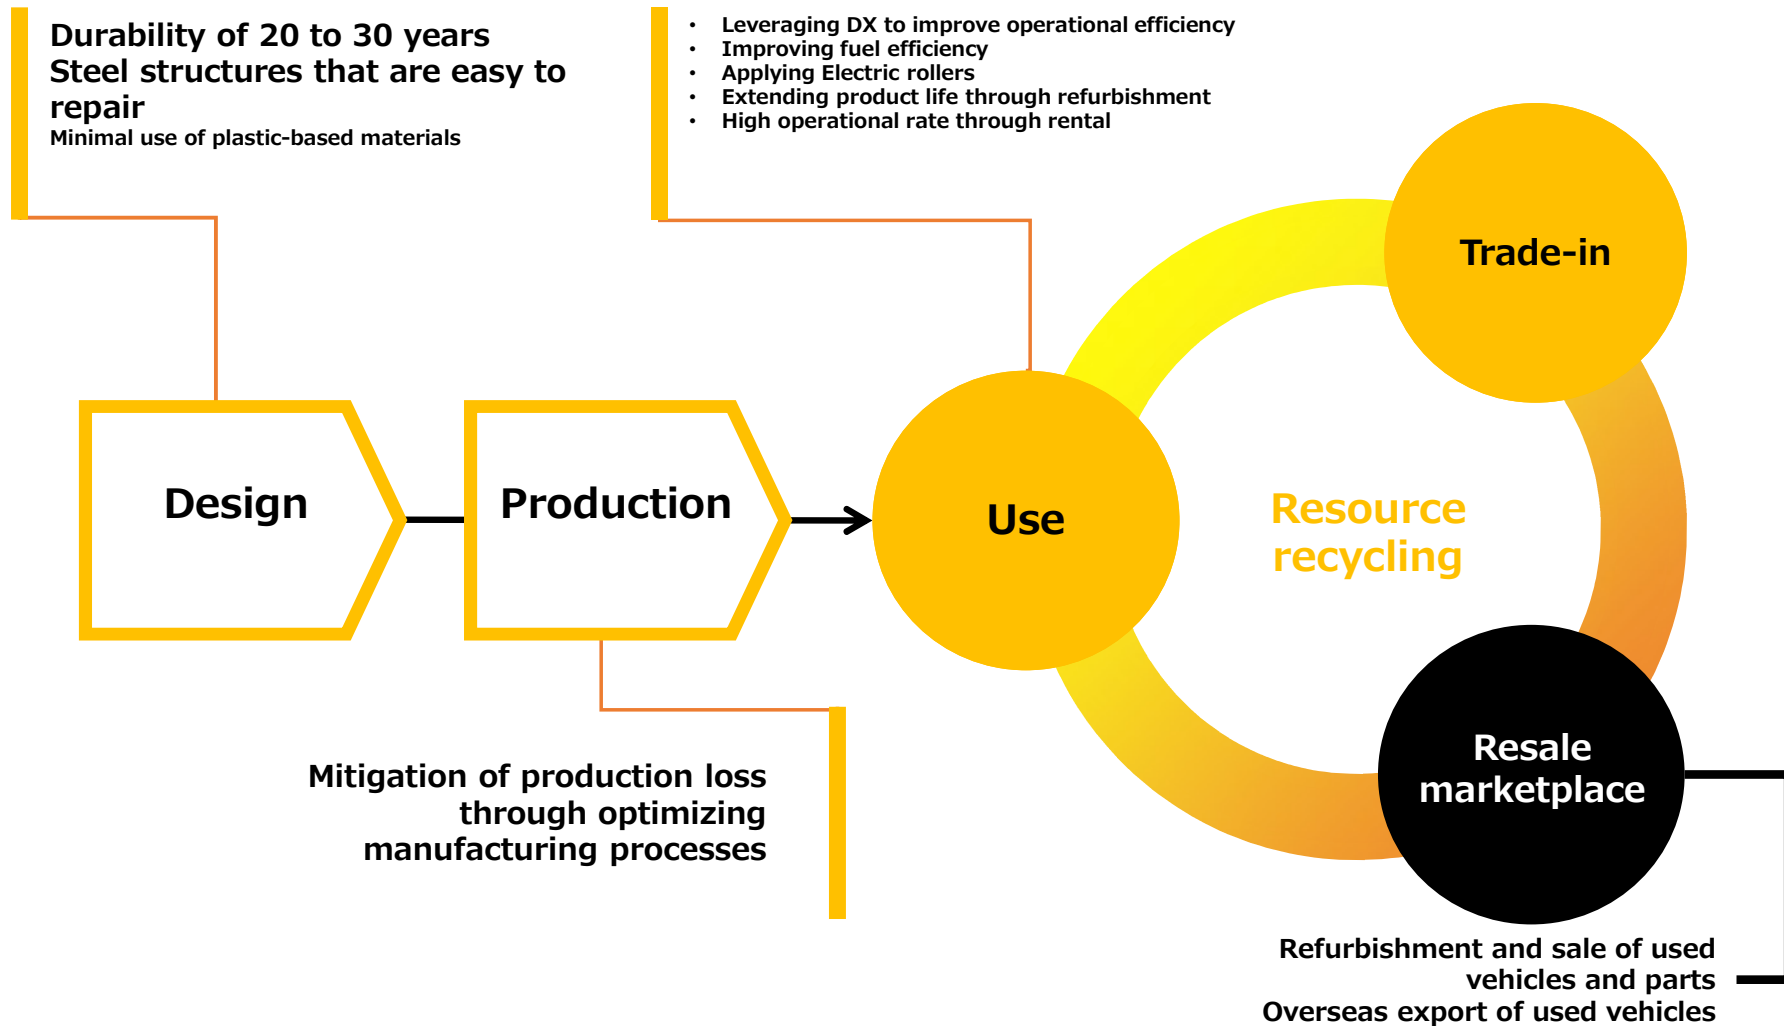 Durability of 20 to 30 years
Steel structures that are easy to
repair
Minimal use of plastic-based materials
• Leveraging DX to improve operational efficiency
• Improving fuel efficiency
• Applying Electric rollers
• Extending product life through refurbishment
• High operational rate through rental
Trade-in
Design
Production
Use
Resource
recycling
Resale
marketplace
Mitigation of production loss
through optimizing
manufacturing processes
Refurbishment and sale of used
vehicles and parts
Overseas export of used vehicles